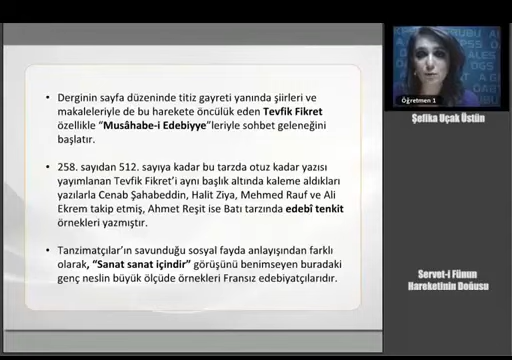 • Derginin sayfa düzeninde titiz gayreti yanında şiirleri ve
makaleleriyle de bu harekete öncülük eden Tevfik Fikret
özellikle “Musâhabe-i Edebiyye”leriyle sohbet geleneğini
başlatır.
• 258. sayıdan 512. sayıya kadar bu tarzda otuz kadar yazısı
yayımlanan Tevfik Fikret’i aynı başlık altında kaleme aldıkları
yazılarla Cenab Şahabeddin, Halit Ziya, Mehmed Rauf ve Ali
Ekrem takip etmiş, Ahmet Reşit ise Batı tarzında edebî tenkit
örnekleri yazmıştır.
• Tanzimatçılar’ın savunduğu sosyal fayda anlayışından farklı
olarak, “Sanat sanat içindir” görüşünü benimseyen buradaki
genç neslin büyük ölçüde örnekleri Fransız edebiyatçılarıdır.
Öğretmen 1
Şefika Uçak Üstün
Servet-i Fünun
Hareketinin Doğusu